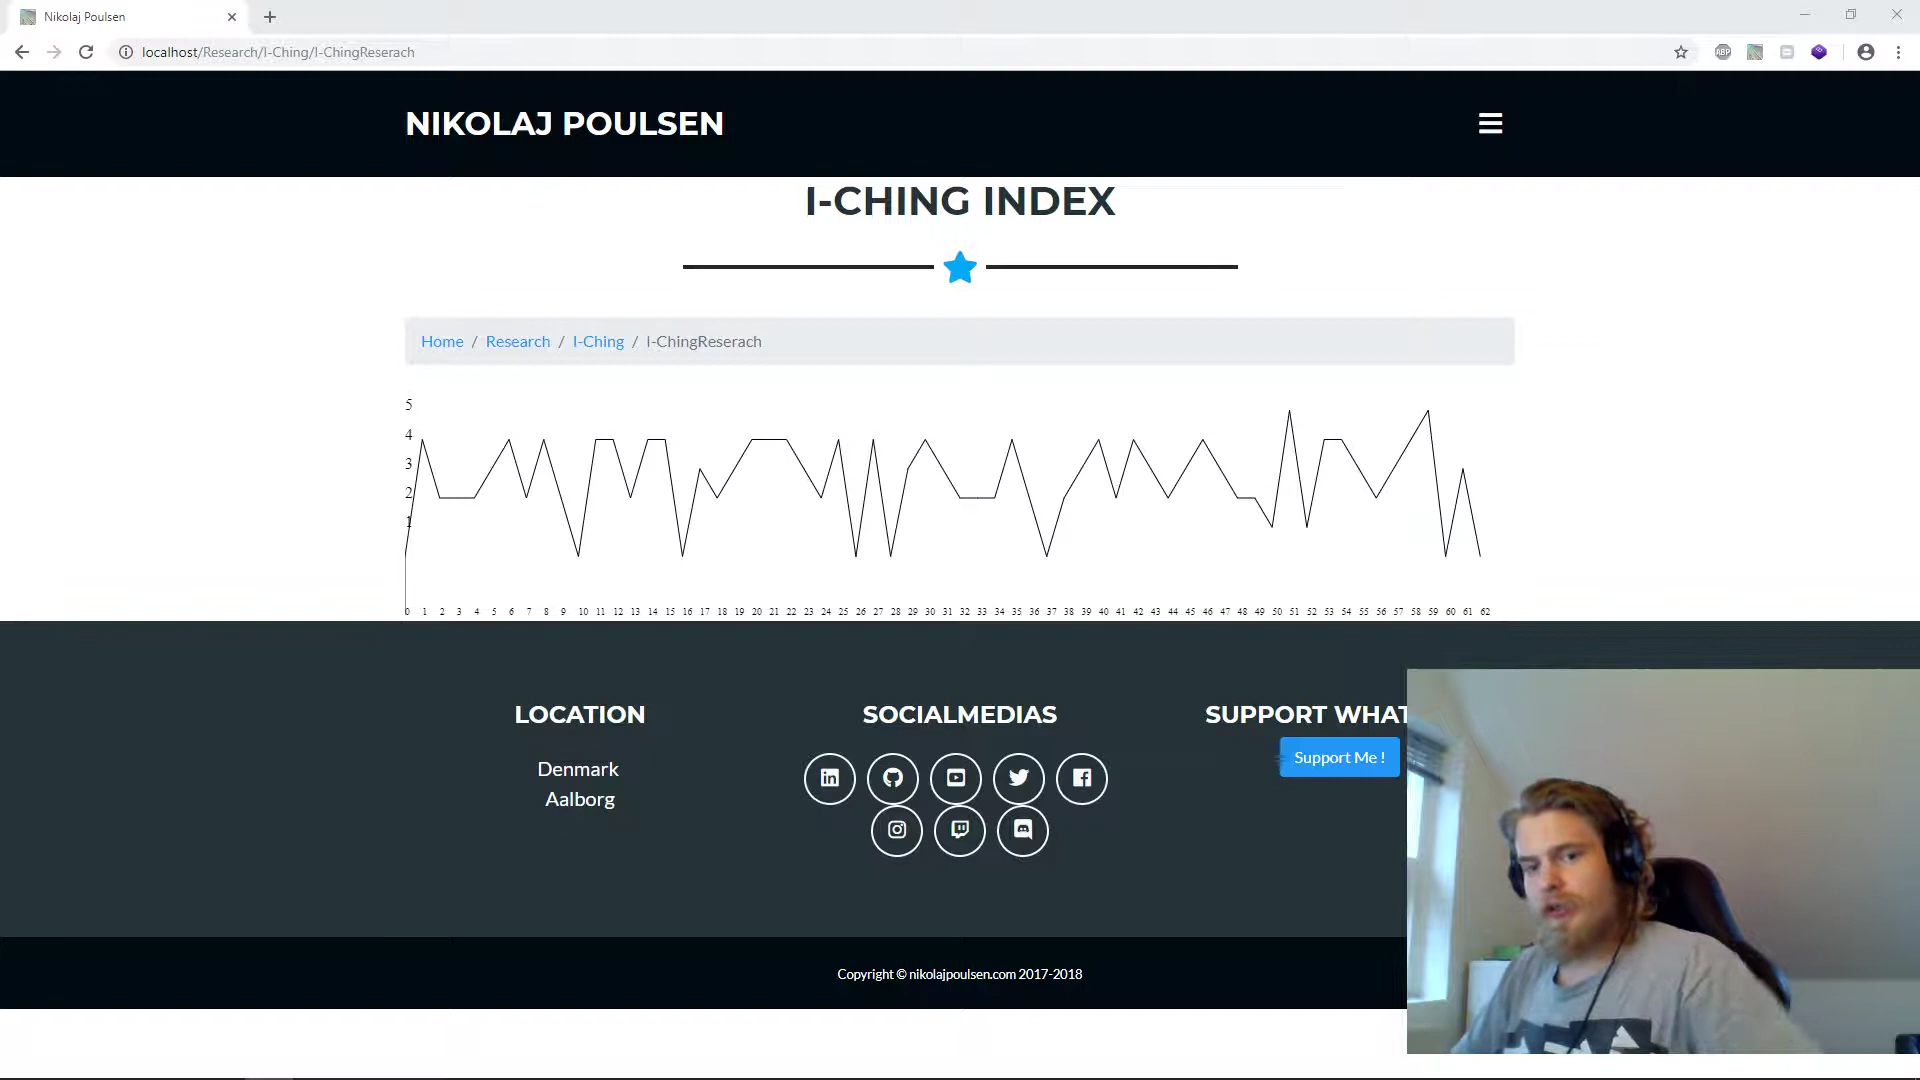 Nikolaj Poulsen
localhost/Research/I-Ching/I-ChingReserach
ABP
NIKOLAJ POULSEN
I-CHING INDEX
Home / Research / I-Ching / I-ChingReserach
5
4
3
2
1
0 1 2 3 4 5 6 7 8 9 10 11 12 13 14 15 16 17 18 19 20 21 22 23 24 25 26 27 28 29 30 31 32 33 34 35 36 37 38 39 40 41 42 43 44 45 46 47 48 49 50 51 52 53 54 55 56 57 58 59 60 61 62
LOCATION
Denmark
Aalborg
SOCIALMEDIAS
SUPPORT WHAT
Support Me !
Copyright © nikolajpoulsen.com 2017-2018